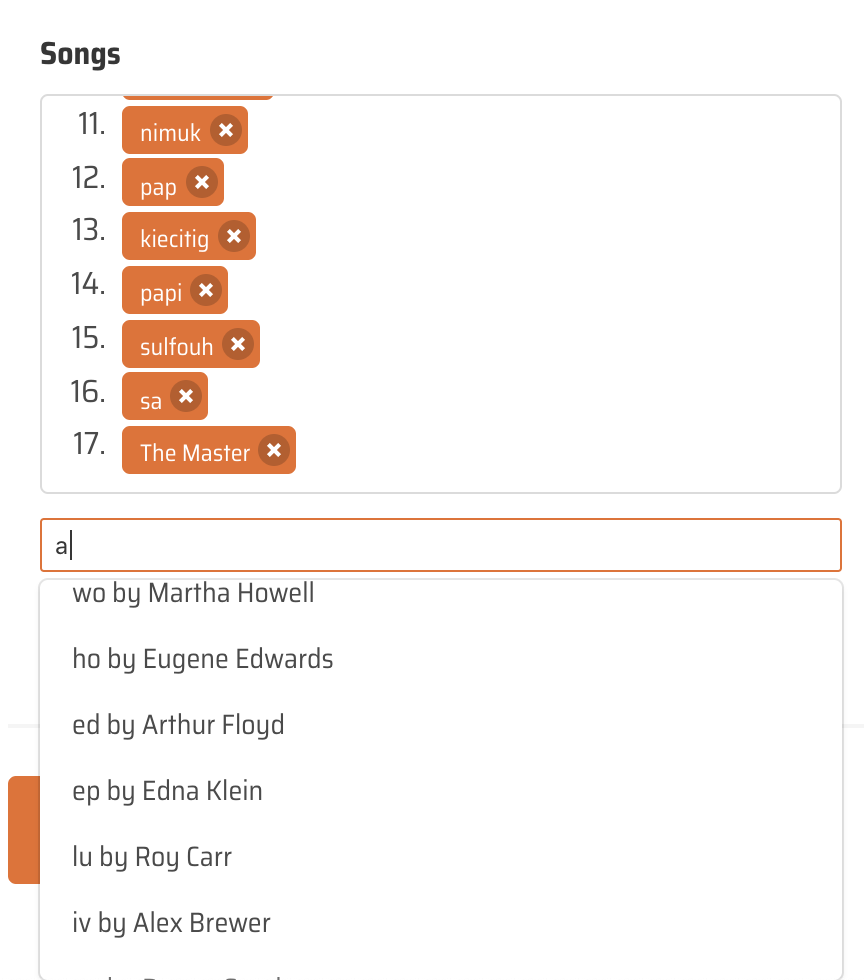 Songs
11. nimuk
12. pap
13. kiecitig
14. papi
15. sulfouh
16. sa
17. The Master
a
wo by Martha Howell
ho by Eugene Edwards
ed by Arthur Floyd
ep by Edna Klein
lu by Roy Carr
iv by Alex Brewer